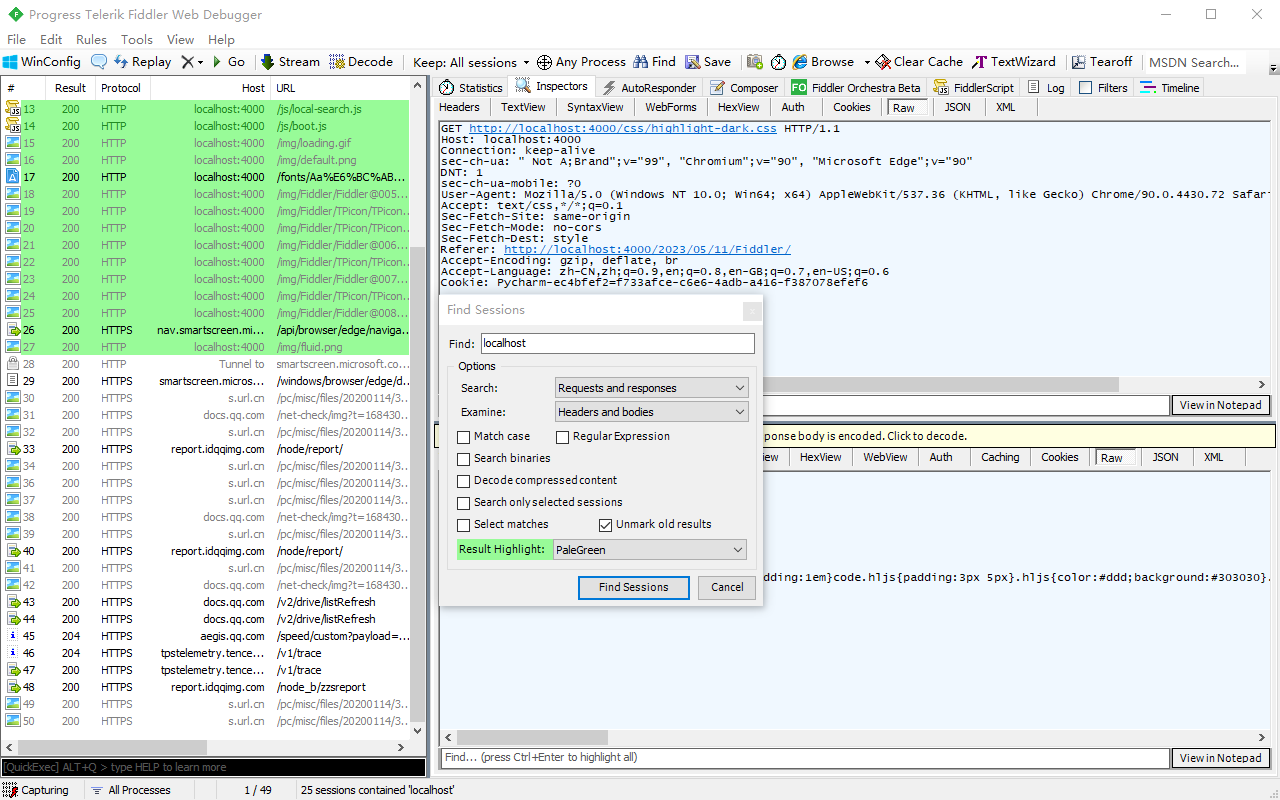 Progress Telerik Fiddler Web Debugger
File Edit Rules Tools View Help
WinConfig Replay Go Stream Decode Keep: All sessions Any Process Find Save Browse Clear Cache TextWizard Tearoff MSDN Search...
# Result Protocol Host URL
13 200 HTTP localhost:4000 /js/local-search.js
14 200 HTTP localhost:4000 /js/boot.js
15 200 HTTP localhost:4000 /img/loading.gif
16 200 HTTP localhost:4000 /img/default.png
17 200 HTTP localhost:4000 /fonts/Aa%E6%BC%AB...
18 200 HTTP localhost:4000 /img/Fiddler/Fiddler@005...
19 200 HTTP localhost:4000 /img/Fiddler/TPicon/TPicon...
20 200 HTTP localhost:4000 /img/Fiddler/TPicon/TPicon...
21 200 HTTP localhost:4000 /img/Fiddler/Fiddler@006...
22 200 HTTP localhost:4000 /img/Fiddler/TPicon/TPicon...
23 200 HTTP localhost:4000 /img/Fiddler/Fiddler@007...
24 200 HTTP localhost:4000 /img/Fiddler/TPicon/TPicon...
25 200 HTTP localhost:4000 /img/Fiddler/Fiddler@008...
26 200 HTTPS nav.smartscreen.mi... /api/browser/edge/naviga...
27 200 HTTP localhost:4000 /img/fluid.png
28 200 HTTP Tunnel to smartscreen.microsoft.co...
29 200 HTTPS smartscreen.micros... /windows/browser/edge/d...
30 200 HTTPS s.url.cn /pc/misc/files/20200114/3...
31 200 HTTPS docs.qq.com /net-check/img?t=168430...
32 200 HTTPS s.url.cn /pc/misc/files/20200114/3...
33 200 HTTPS report.idqqimg.com /node/report/
34 200 HTTPS s.url.cn /pc/misc/files/20200114/3...
36 200 HTTPS s.url.cn /pc/misc/files/20200114/3...
37 200 HTTPS s.url.cn /pc/misc/files/20200114/3...
38 200 HTTPS docs.qq.com /net-check/img?t=168430...
39 200 HTTPS s.url.cn /pc/misc/files/20200114/3...
40 200 HTTPS report.idqqimg.com /node/report/
41 200 HTTPS s.url.cn /pc/misc/files/20200114/3...
42 200 HTTPS docs.qq.com /net-check/img?t=168430...
43 200 HTTPS docs.qq.com /v2/drive/listRefresh
44 200 HTTPS docs.qq.com /v2/drive/listRefresh
45 204 HTTPS aegis.qq.com /speed/custom?payload=...
46 204 HTTPS tpstelemetry.tence... /v1/trace
47 200 HTTPS tpstelemetry.tence... /v1/trace
48 200 HTTPS report.idqqimg.com /node_b/zzsreport
49 200 HTTPS s.url.cn /pc/misc/files/20200114/3...
50 200 HTTPS s.url.cn /pc/misc/files/20200114/3...
[QuickExec] ALT+Q > type HELP to learn more
Statistics Inspectors AutoResponder Composer FO Fiddler Orchestra Beta FiddlerScript Log Filters Timeline
Headers TextView SyntaxView WebForms HexView Auth Cookies Raw JSON XML
GET http://localhost:4000/css/highlight-dark.css HTTP/1.1
Host: localhost:4000
Connection: keep-alive
sec-ch-ua: " Not A;Brand";v="99", "Chromium";v="90", "Microsoft Edge";v="90"
DNT: 1
sec-ch-ua-mobile: ?0
User-Agent: Mozilla/5.0 (Windows NT 10.0; Win64; x64) AppleWebKit/537.36 (KHTML, like Gecko) Chrome/90.0.4430.72 Safari
Accept: text/css,*/*;q=0.1
Sec-Fetch-Site: same-origin
Sec-Fetch-Mode: no-cors
Sec-Fetch-Dest: style
Referer: http://localhost:4000/2023/05/11/Fiddler/
Accept-Encoding: gzip, deflate, br
Accept-Language: zh-CN,zh;q=0.9,en;q=0.8,en-GB;q=0.7,en-US;q=0.6
Cookie: Pycharm-ec4bfef2=f733afce-c6e6-4adb-a416-f387078efef6
Find Sessions
Find: localhost
Options
Search: Requests and responses
Examine: Headers and bodies
Match case Regular Expression
Search binaries
Decode compressed content
Search only selected sessions
Select matches Unmark old results
Result Highlight: PaleGreen
Find Sessions Cancel
View in Notepad
ponse body is encoded. Click to decode.
iew HexView WebView Auth Caching Cookies Raw JSON XML
dding:1em}code.hljs{padding:3px 5px}.hljs{color:#ddd;background:#303030}.
Find... (press Ctrl+Enter to highlight all) View in Notepad
Capturing All Processes 1 / 49 25 sessions contained 'localhost'